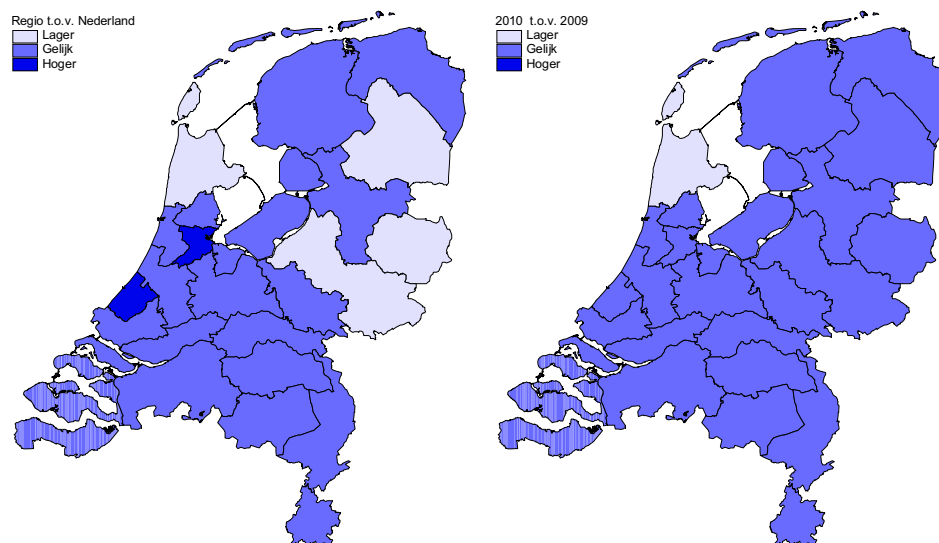 Regio t.o.v. Nederland
Lager
Gelijk
Hoger
2010 t.o.v. 2009
Lager
Gelijk
Hoger